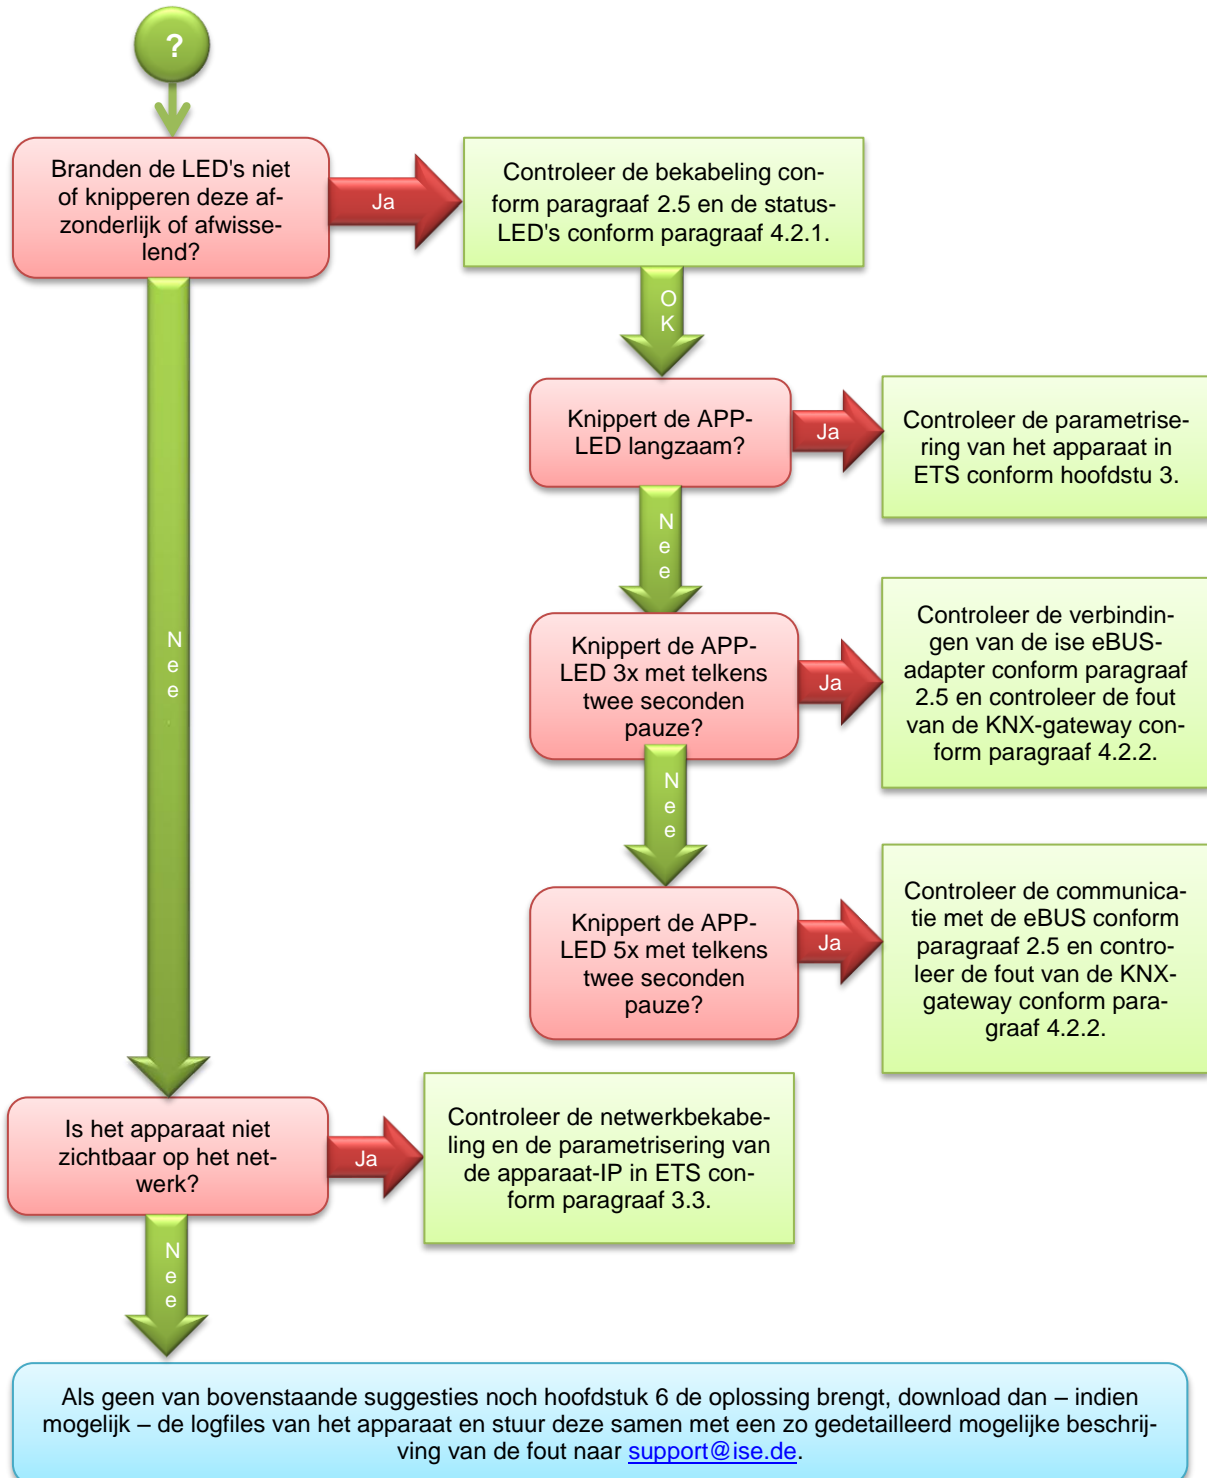 ?
Branden de LED's niet
of knipperen deze af-
zonderlijk of afwisse-
lend?
Ja
Controleer de bekabeling con-
form paragraaf 2.5 en de status-
LED's conform paragraaf 4.2.1.
O
K
Knippert de APP-
LED langzaam?
Ja
Controleer de parametrise-
ring van het apparaat in
ETS conform hoofdstu 3.
N
e
e
Knippert de APP-
LED 3x met telkens
twee seconden
pauze?
Ja
Controleer de verbindin-
gen van de ise eBUS-
adapter conform paragraaf
2.5 en controleer de fout
van de KNX-gateway con-
form paragraaf 4.2.2.
N
e
e
Knippert de APP-
LED 5x met telkens
twee seconden
pauze?
Ja
Controleer de communica-
tie met de eBUS conform
paragraaf 2.5 en contro-
leer de fout van de KNX-
gateway conform para-
graaf 4.2.2.
N
e
e
Is het apparaat niet
zichtbaar op het net-
werk?
Ja
Controleer de netwerkbekabe-
ling en de parametrisering van
de apparaat-IP in ETS con-
form paragraaf 3.3.
N
e
e
Als geen van bovenstaande suggesties noch hoofdstuk 6 de oplossing brengt, download dan – indien
mogelijk – de logfiles van het apparaat en stuur deze samen met een zo gedetailleerd mogelijke beschrij-
ving van de fout naar support@ise.de.